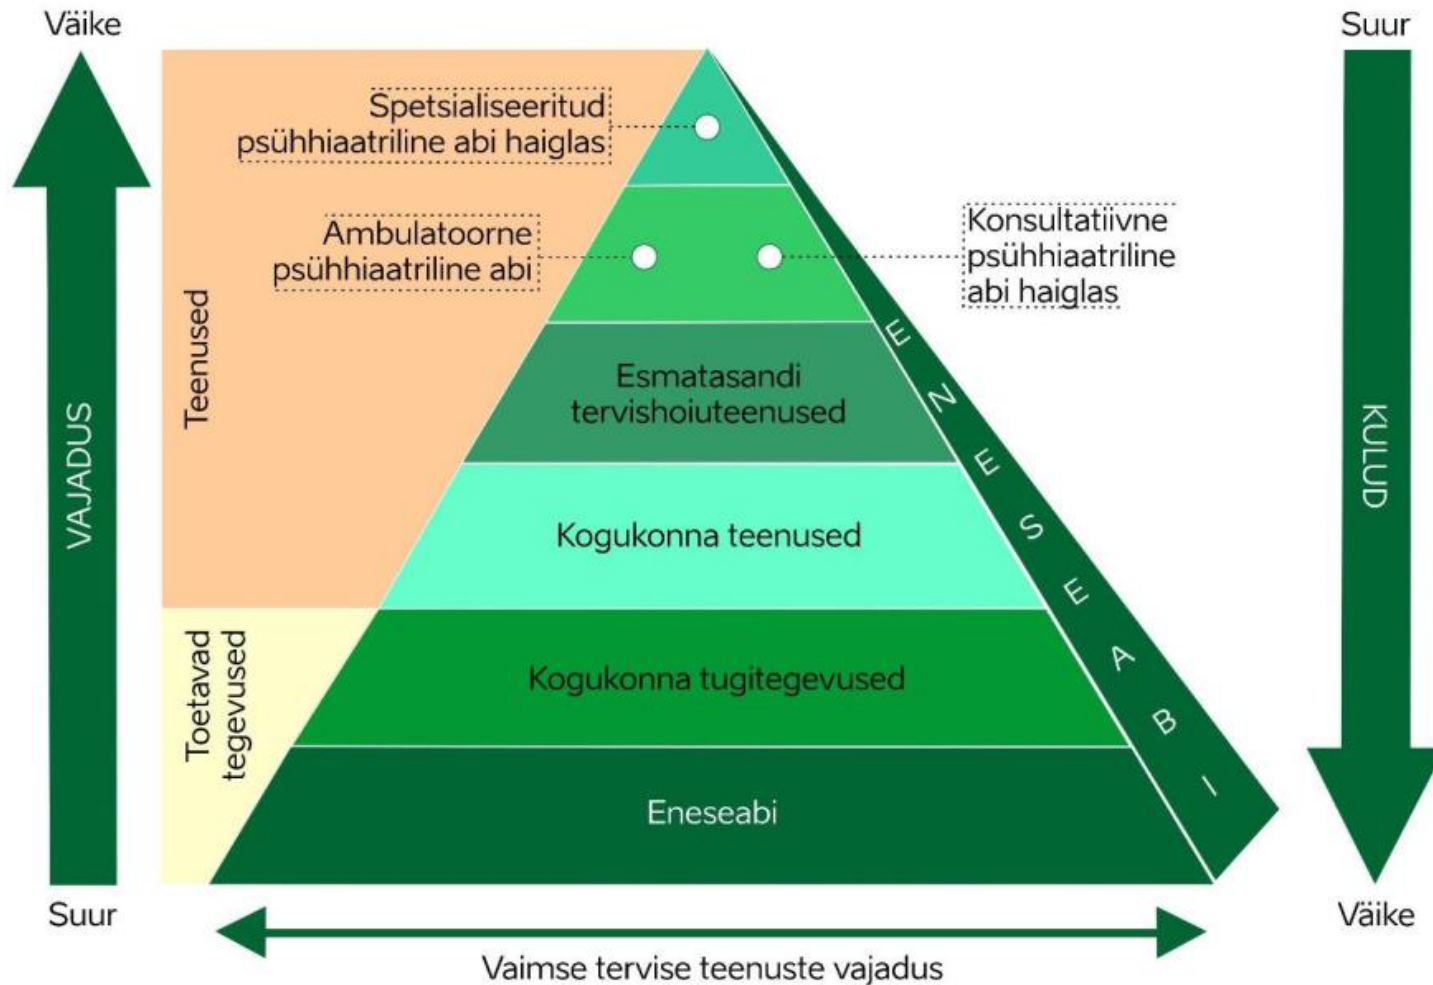 Väike
Suur
Spetsialiseeritud
psühhiaatriline abi haiglas
Ambulatoorne
psühhiaatriline abi
Konsultatiivne
psühhiaatriline
abi haiglas
Teenused
VAJADUS
KULUD
Esmatasandi
tervishoiuteenused
Kogukonna teenused
ENESEABI
Toetavad
tegevused
Kogukonna tugitegevused
Eneseabi
Suur
Väike
Vaimse tervise teenuste vajadus